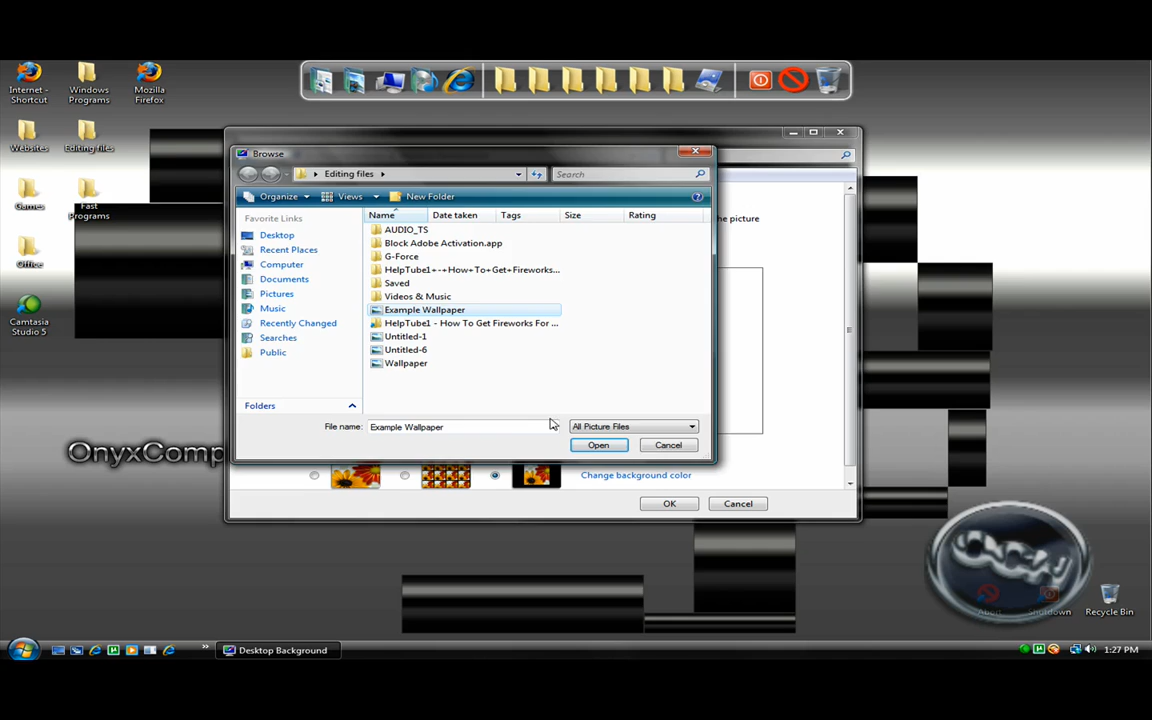 Internet - Shortcut
Windows Programs
Mozilla Firefox
Websites
Editing files
Games
Fast programs
Office
Camtasia Studio 5
Browse
Editing files
Search
Organize
Views
New Folder
Favorite Links
Desktop
Recent Places
Computer
Documents
Pictures
Music
Recently Changed
Searches
Public
Folders
Name
Date taken
Tags
Size
Rating
AUDIO_TS
Block Adobe Activation.app
G-Force
HelpTube1+-+How+To+Get+Fireworks...
Saved
Videos & Music
Example Wallpaper
HelpTube1 - How To Get Fireworks For ...
Untitled-1
Untitled-6
Wallpaper
File name:
Example Wallpaper
All Picture Files
Open
Cancel
the picture
Change background color
OK
Cancel
OnyxComp
OCN
Abort
Shutdown
Recycle Bin
Desktop Background
1:27 PM